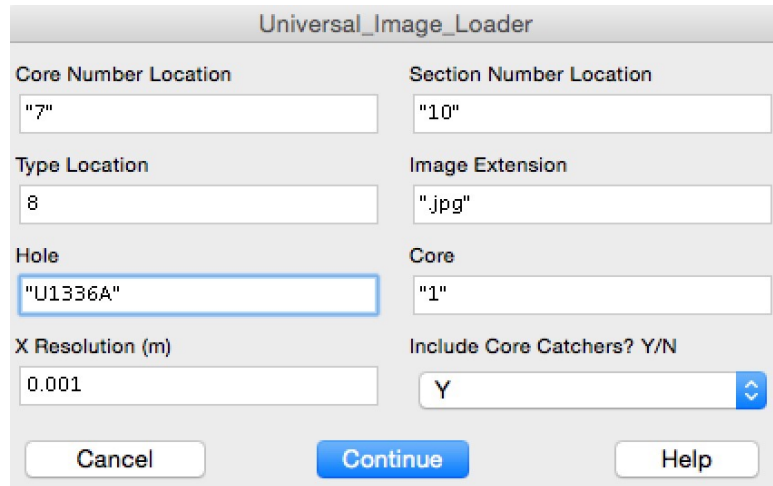 Universal_Image_Loader
Core Number Location
Section Number Location
"7"
"10"
Type Location
Image Extension
8
".jpg"
Hole
Core
"U1336A"
"1"
X Resolution (m)
Include Core Catchers? Y/N
0.001
Y
Cancel
Continue
Help